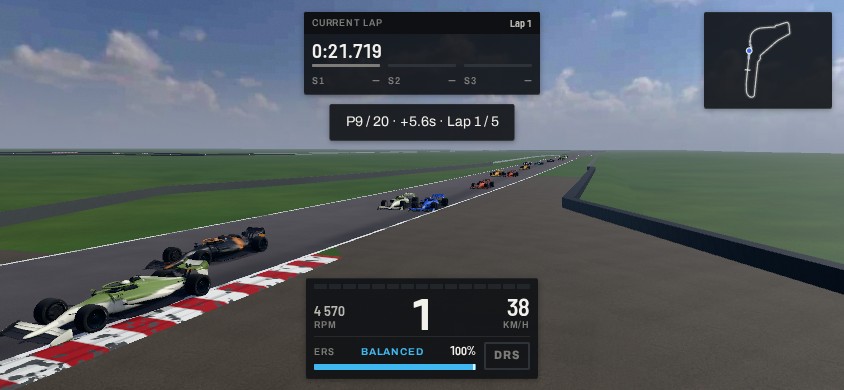 CURRENT LAP Lap 1
0:21.719
S1 — S2 — S3 —
P9 / 20 · +5.6s · Lap 1 / 5
4 570 1 38
RPM KM/H
ERS BALANCED 100% DRS